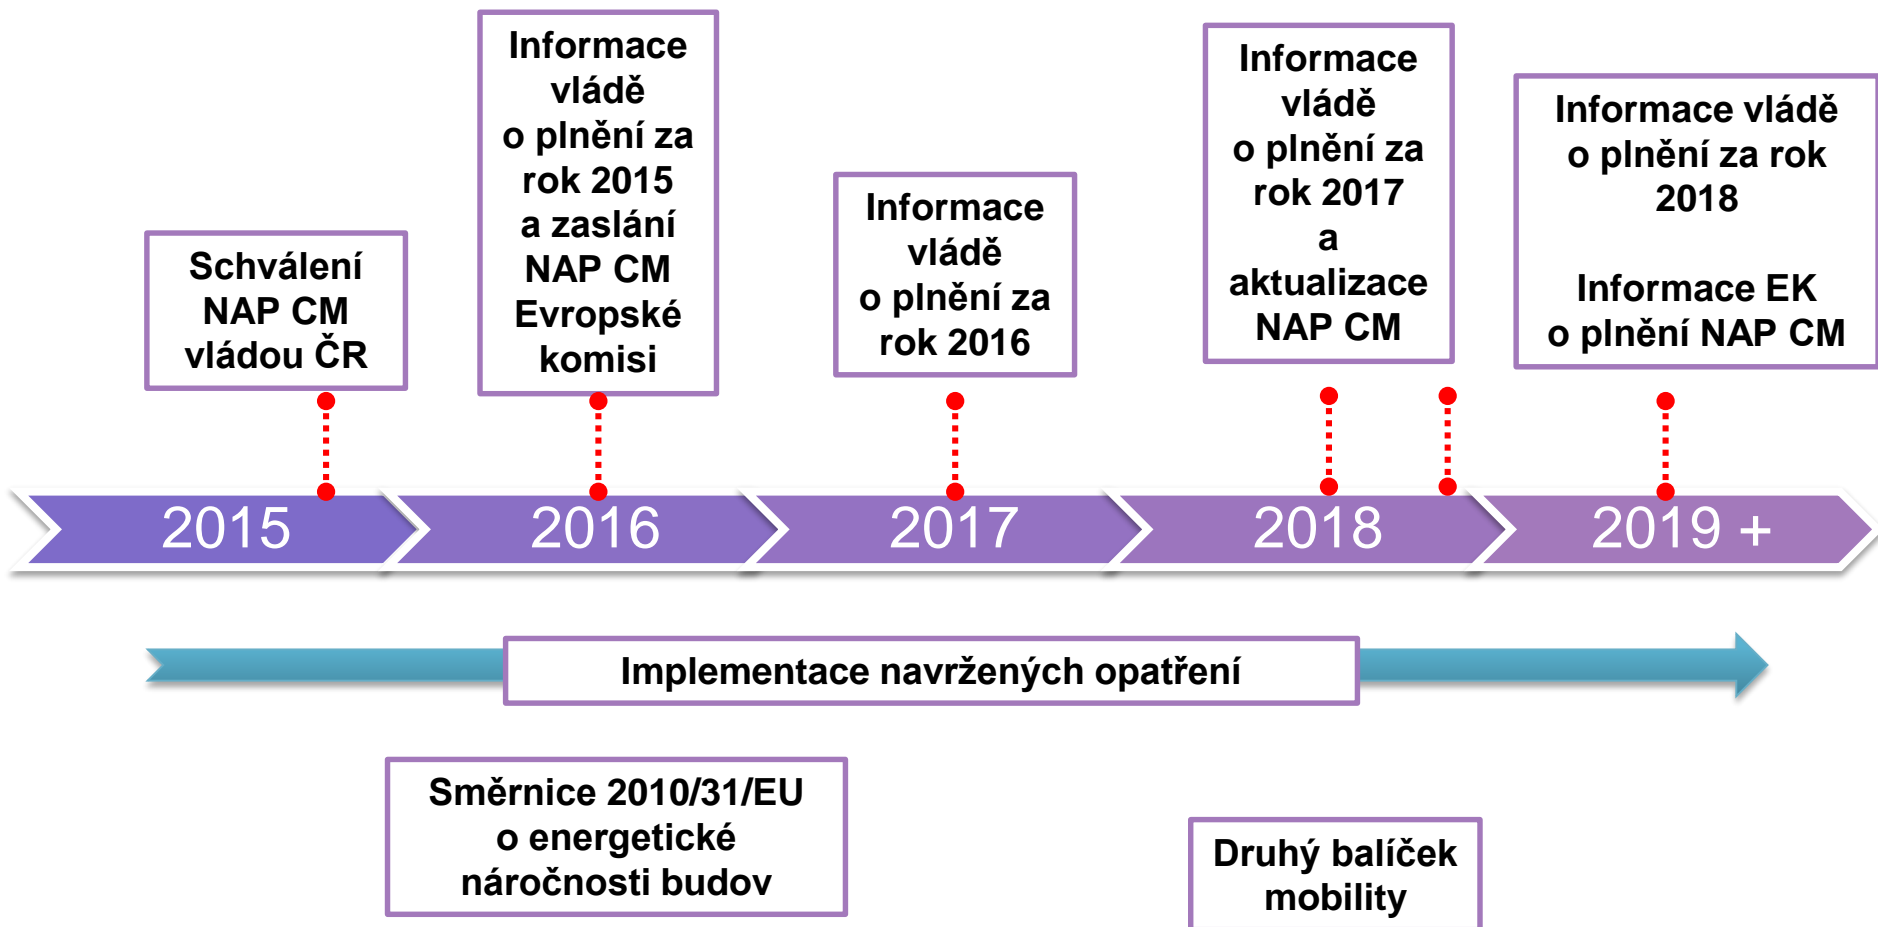 Schválení
NAP CM
vládou ČR
Informace
vládě
o plnění za
rok 2015
a zaslání
NAP CM
Evropské
komisi
Informace
vládě
o plnění za
rok 2016
Informace
vládě
o plnění za
rok 2017
a
aktualizace
NAP CM
Informace vládě
o plnění za rok
2018
Informace EK
o plnění NAP CM
2015
2016
2017
2018
2019 +
Implementace navržených opatření
Směrnice 2010/31/EU
o energetické
náročnosti budov
Druhý balíček
mobility